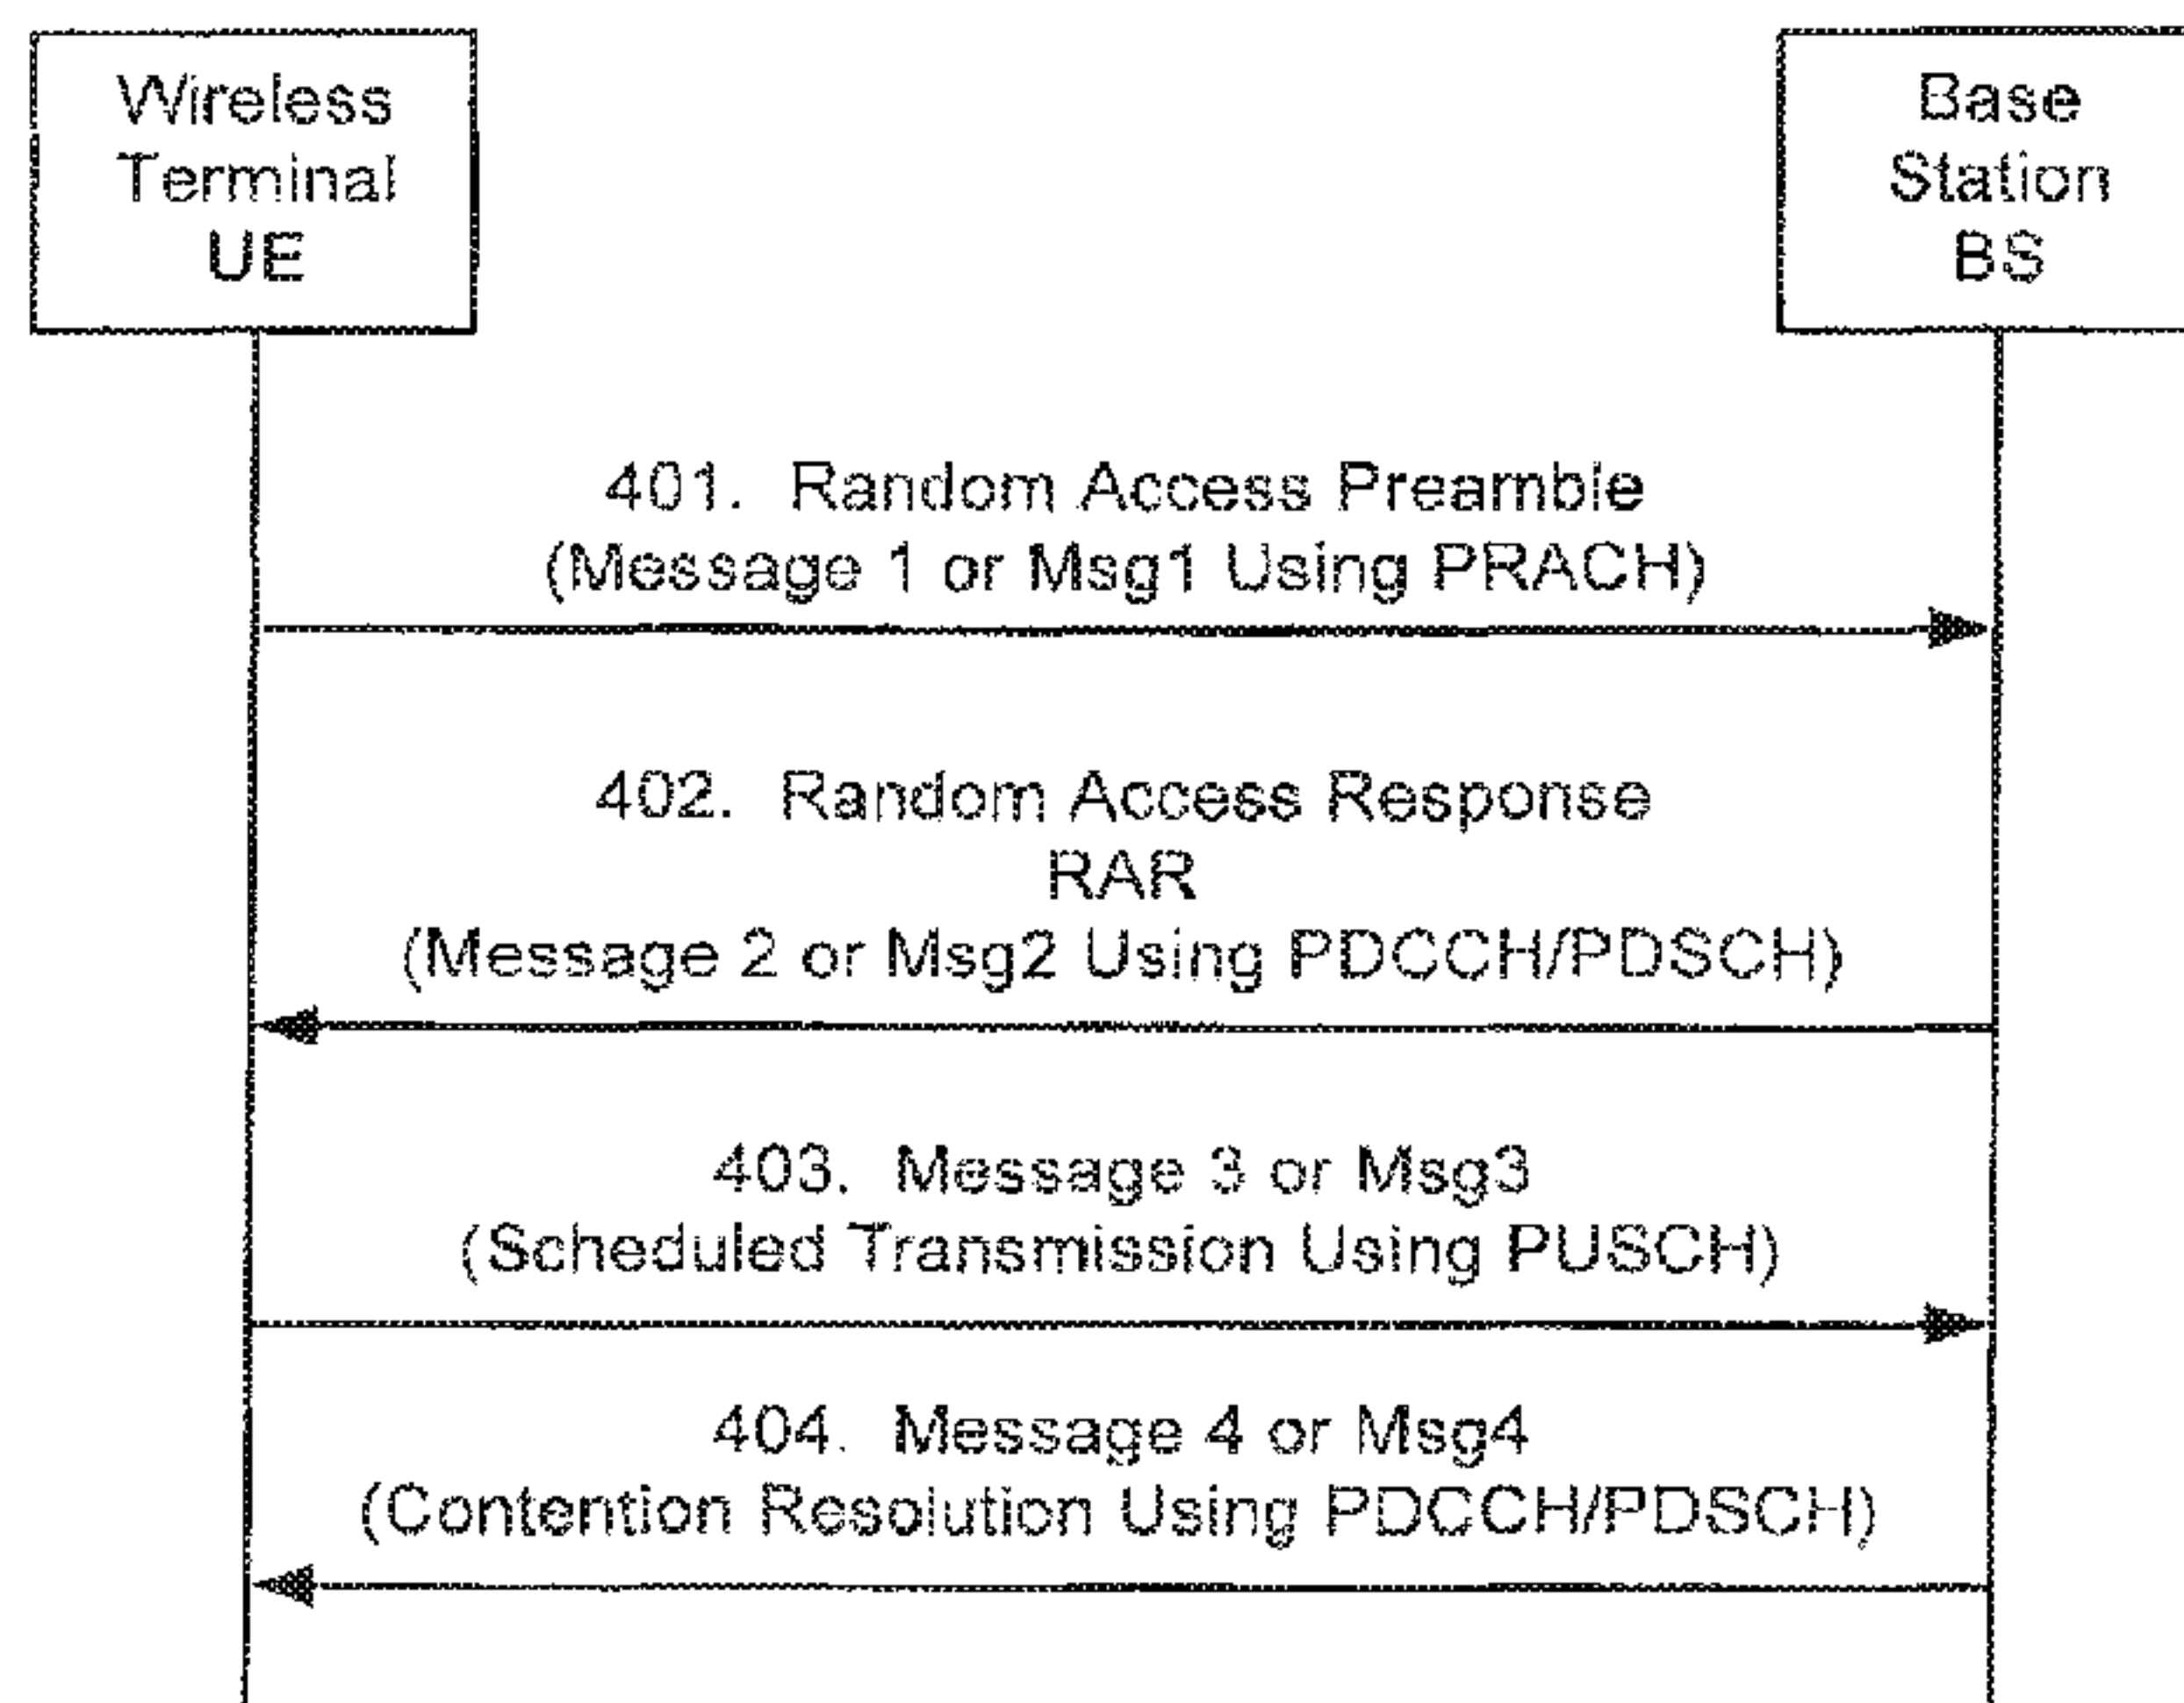 Wireless
Terminal
UE
Base
Station
BS
401. Random Access Preamble
(Message 1 or Msg1 Using PRACH)
402. Random Access Response
RAR
(Message 2 or Msg2 Using PDCCH/PDSCH)
403. Message 3 or Msg3
(Scheduled Transmission Using PUSCH)
404. Message 4 or Msg4
(Contention Resolution Using PDCCH/PDSCH)